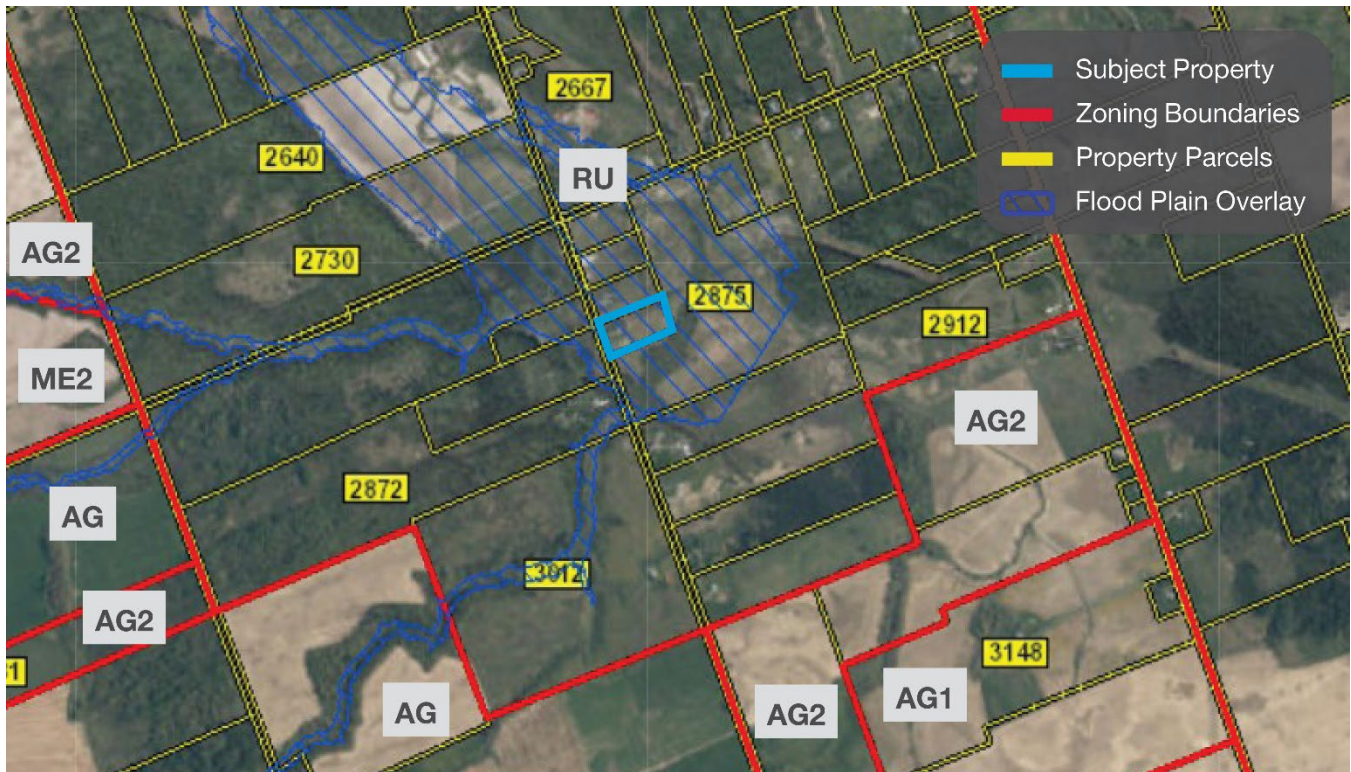 2667
Subject Property
Zoning Boundaries
Property Parcels
Flood Plain Overlay
2640
RU
AG2
2730
2875
2912
ME2
AG2
2872
AG
3012
AG2
3148
61
AG
AG2
AG1